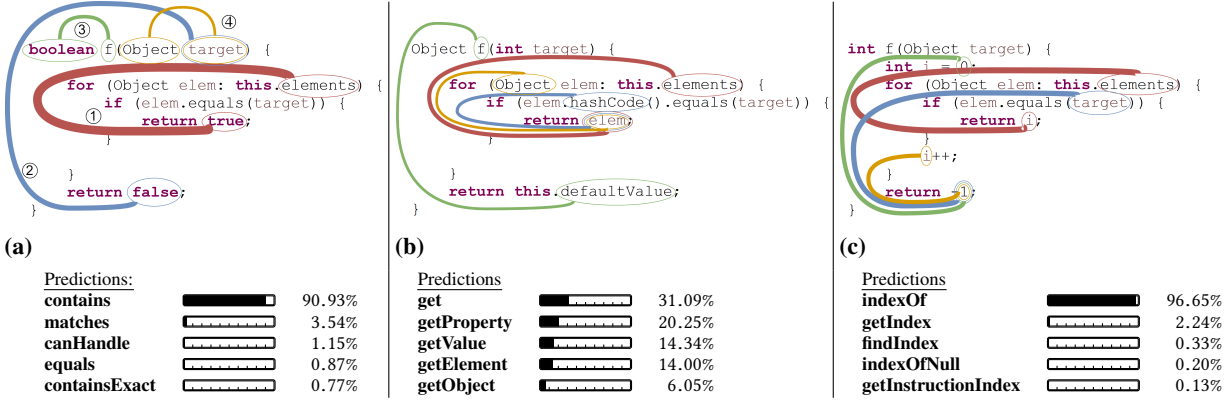 ③ ④
boolean f(Object target) {
for (Object elem: this.elements) {
if (elem.equals(target)) {
① return true;
}
② }
return false;
}
(a)
Predictions:
contains 90.93%
matches 3.54%
canHandle 1.15%
equals 0.87%
containsExact 0.77%
Object f(int target) {
for (Object elem: this.elements) {
if (elem.hashCode().equals(target)) {
return elem;
}
}
return this.defaultValue;
}
(b)
Predictions
get 31.09%
getProperty 20.25%
getValue 14.34%
getElement 14.00%
getObject 6.05%
int f(Object target) {
int i = 0;
for (Object elem: this.elements) {
if (elem.equals(target)) {
return i;
}
i++;
}
return -1;
}
(c)
Predictions
indexOf 96.65%
getIndex 2.24%
findIndex 0.33%
indexOfNull 0.20%
getInstructionIndex 0.13%